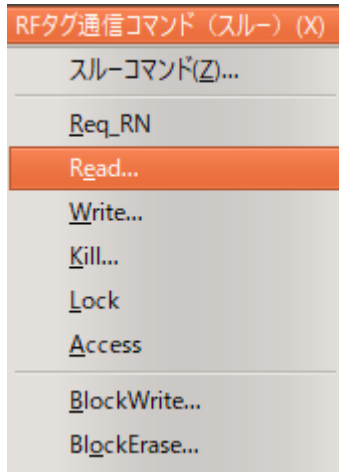 RFタグ通信コマンド（スルー）(X)
スルーコマンド(Z)...
Req_RN
Read...
Write...
Kill...
Lock
Access
BlockWrite...
BlockErase...